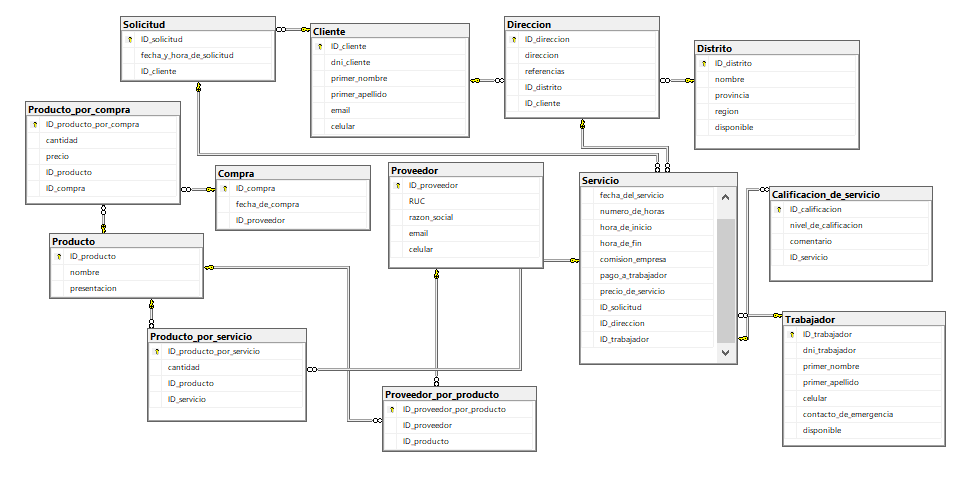 Solicitud
ID_solicitud
fecha_y_hora_de_solicitud
ID_cliente
Cliente
ID_cliente
dni_cliente
primer_nombre
primer_apellido
email
celular
Direccion
ID_direccion
direccion
referencias
ID_distrito
ID_cliente
Distrito
ID_distrito
nombre
provincia
region
disponible
Producto_por_compra
ID_producto_por_compra
cantidad
precio
ID_producto
ID_compra
Compra
ID_compra
fecha_de_compra
ID_proveedor
Proveedor
ID_proveedor
RUC
razon_social
email
celular
Servicio
fecha_del_servicio
numero_de_horas
hora_de_inicio
hora_de_fin
comision_empresa
pago_a_trabajador
precio_de_servicio
ID_solicitud
ID_direccion
ID_trabajador
Calificacion_de_servicio
ID_calificacion
nivel_de_calificacion
comentario
ID_servicio
Producto
ID_producto
nombre
presentacion
Producto_por_servicio
ID_producto_por_servicio
cantidad
ID_producto
ID_servicio
Proveedor_por_producto
ID_proveedor_por_producto
ID_proveedor
ID_producto
Trabajador
ID_trabajador
dni_trabajador
primer_nombre
primer_apellido
celular
contacto_de_emergencia
disponible